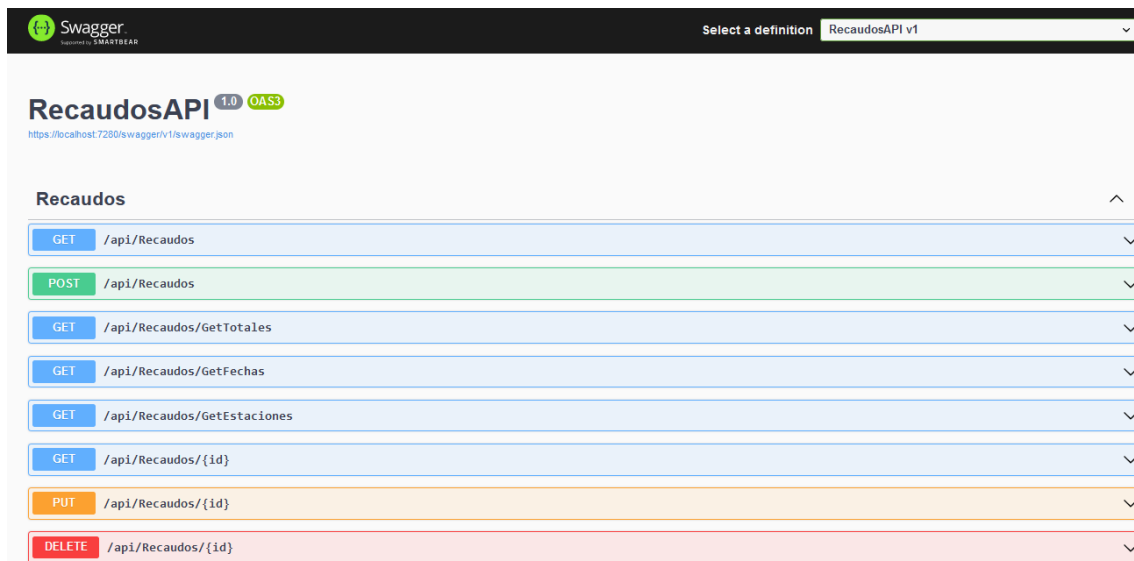 Swagger.
Supported by SMARTBEAR
Select a definition RecaudosAPI v1
RecaudosAPI 1.0 OAS3
https://localhost:7280/swagger/v1/swagger.json
Recaudos
GET /api/Recaudos
POST /api/Recaudos
GET /api/Recaudos/GetTotales
GET /api/Recaudos/GetFechas
GET /api/Recaudos/GetEstaciones
GET /api/Recaudos/{id}
PUT /api/Recaudos/{id}
DELETE /api/Recaudos/{id}